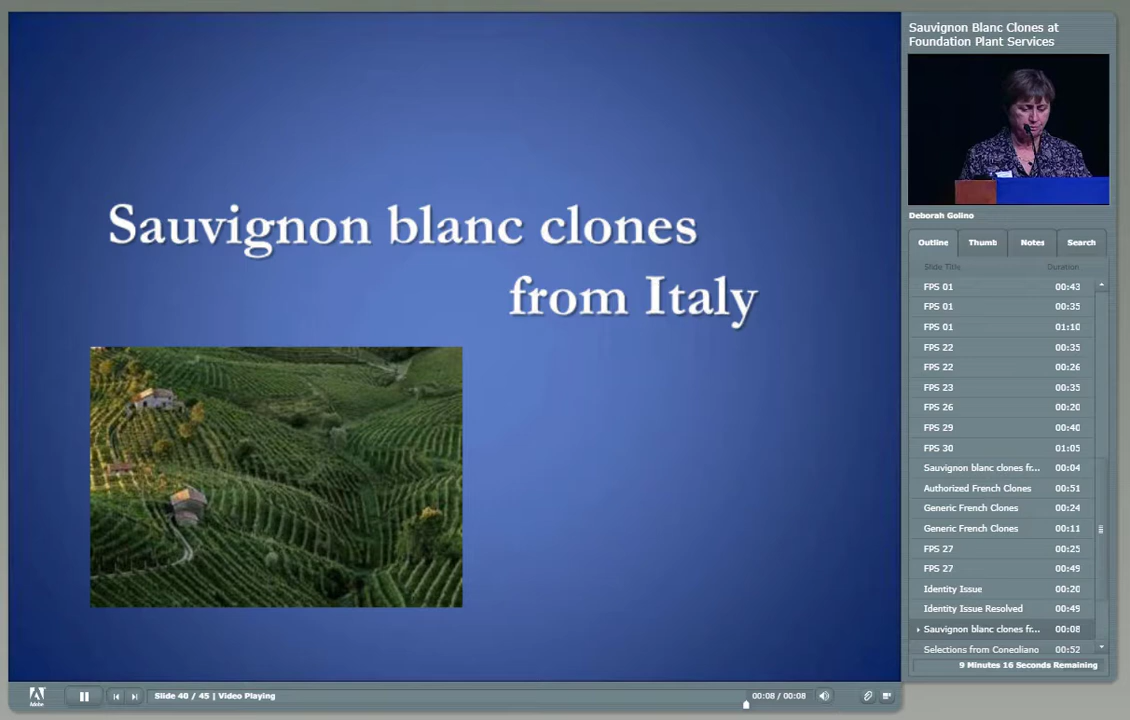 Sauvignon blanc clones
from Italy
Sauvignon Blanc Clones at
Foundation Plant Services
Deborah Golino
Outline Thumb Notes Search
Slide Title Duration
FPS 01 00:43
FPS 01 00:35
FPS 01 01:10
FPS 22 00:35
FPS 22 00:26
FPS 23 00:35
FPS 26 00:20
FPS 29 00:40
FPS 30 01:05
Sauvignon blanc clones fr... 00:04
Authorized French Clones 00:51
Generic French Clones 00:24
Generic French Clones 00:11
FPS 27 00:25
FPS 27 00:49
Identity Issue 00:20
Identity Issue Resolved 00:49
Sauvignon blanc clones fr... 00:08
Selections from Conegliano 00:52
9 Minutes 16 Seconds Remaining
Adobe
Slide 40 / 45 | Video Playing
00:08 / 00:08